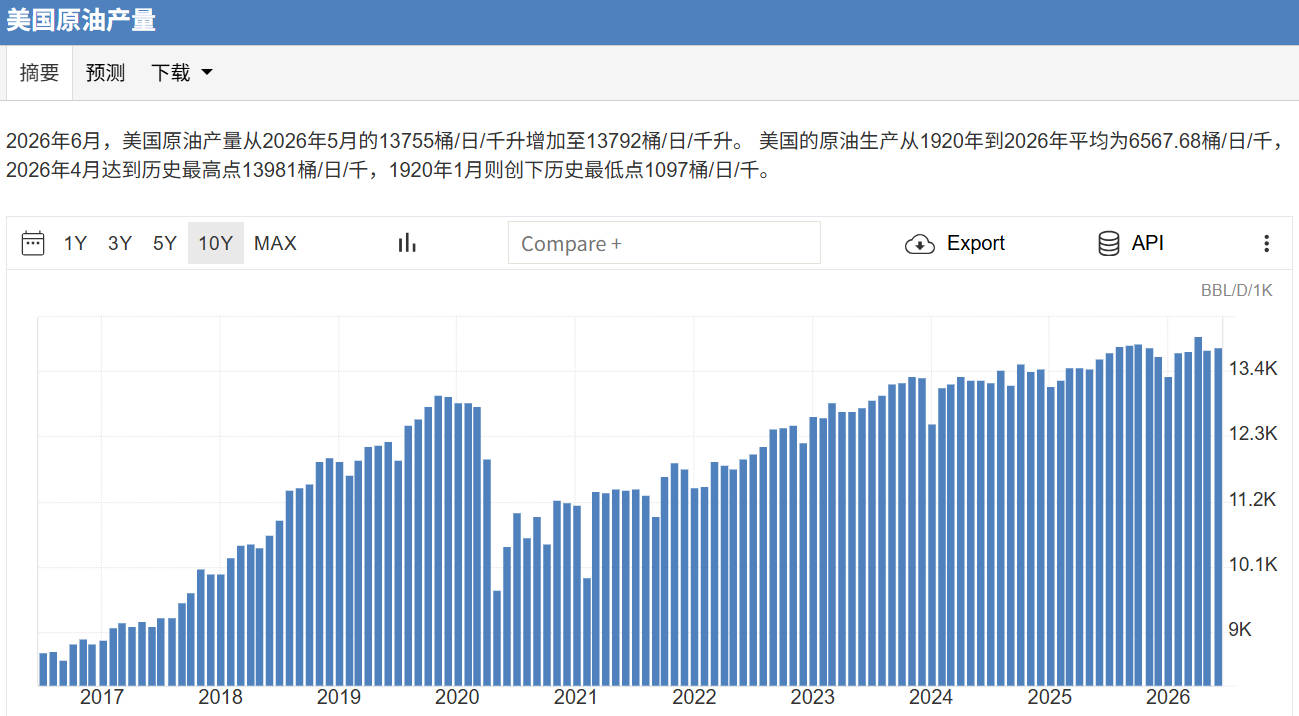 美国原油产量
摘要 预测 下载
2026年6月，美国原油产量从2026年5月的13755桶/日/千升增加至13792桶/日/千升。 美国的原油生产从1920年到2026年平均为6567.68桶/日/千，
2026年4月达到历史最高点13981桶/日/千，1920年1月则创下历史最低点1097桶/日/千。
1Y 3Y 5Y 10Y MAX Compare + Export API
BBL/D/1K
13.4K
12.3K
11.2K
10.1K
9K
2017 2018 2019 2020 2021 2022 2023 2024 2025 2026